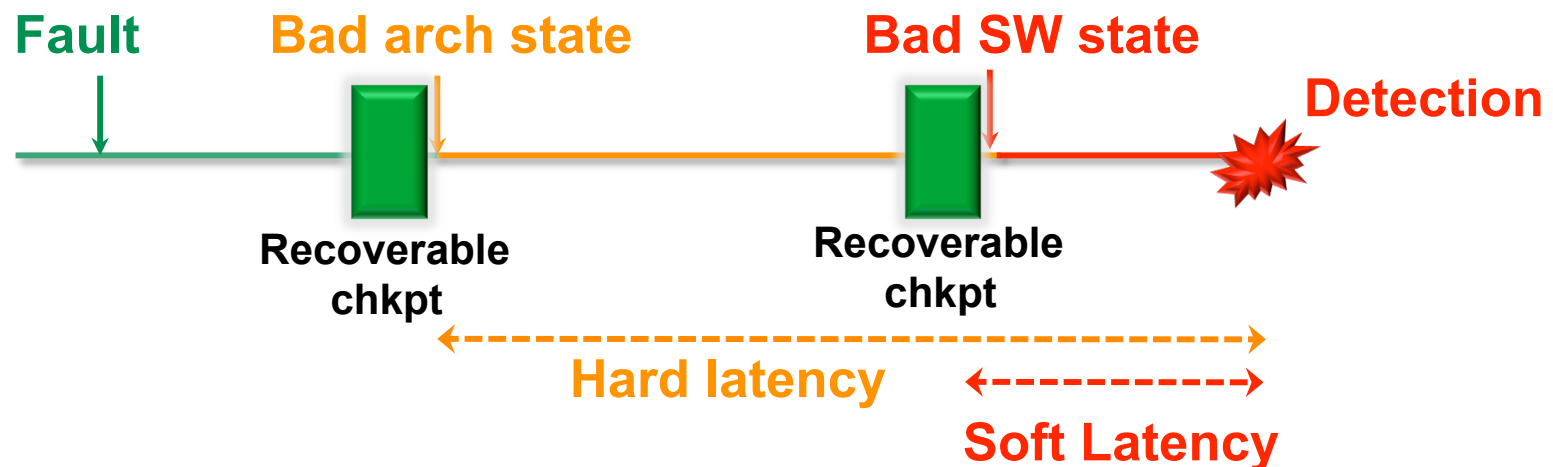 Fault
Bad arch state
Bad SW state
Detection
Recoverable
chkpt
Recoverable
chkpt
Hard latency
Soft Latency